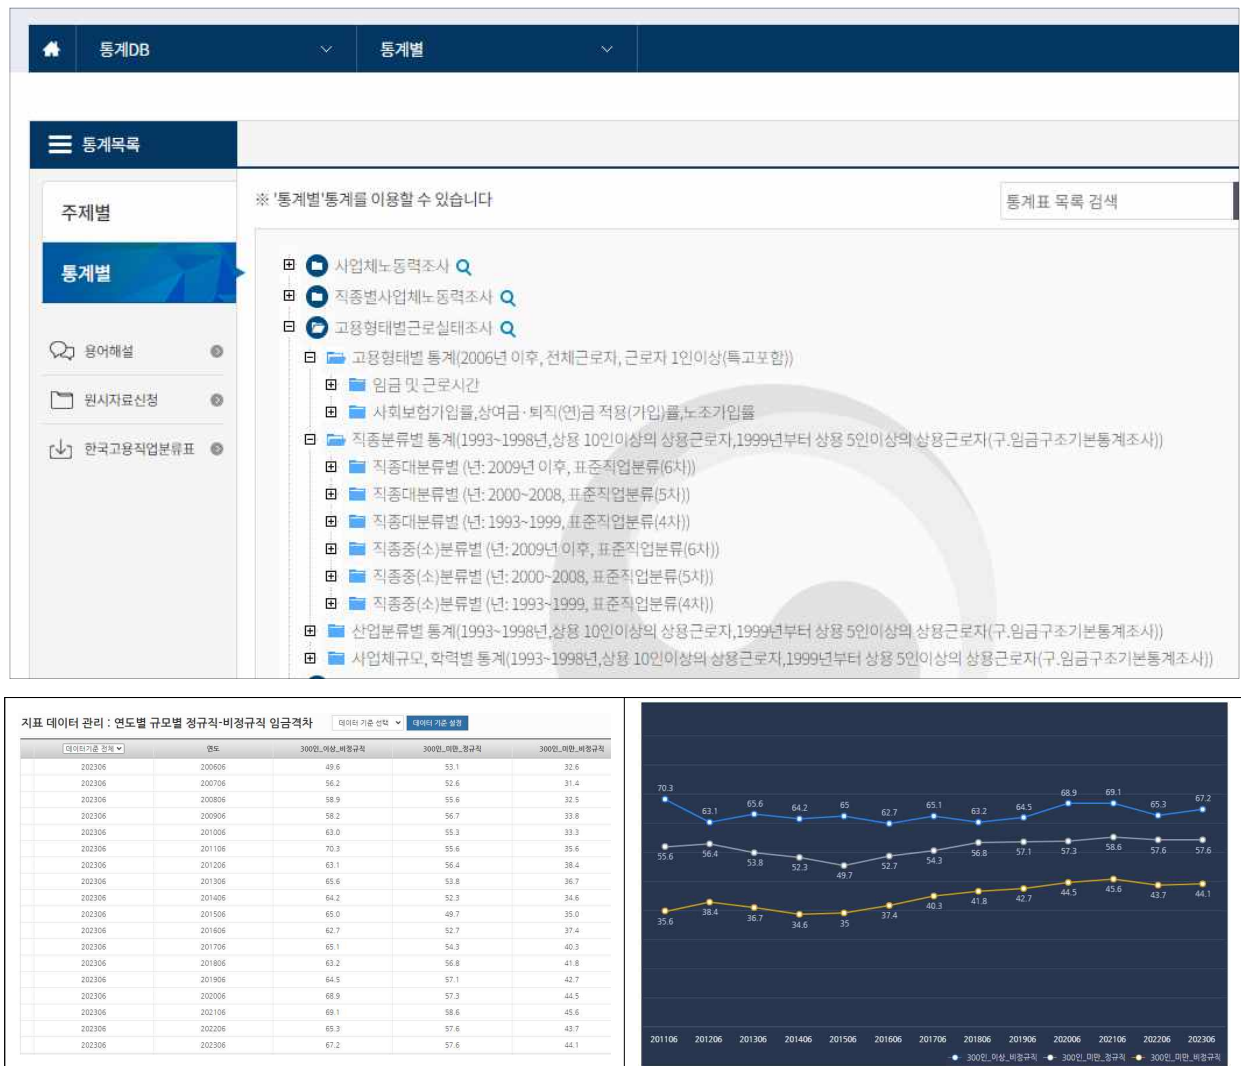 통계DB 통계별
통계목록
주제별
통계별
용어해설
원시자료신청
한국고용직업분류표
※ '통계별'통계를 이용할 수 있습니다
통계표 목록 검색
사업체노동력조사
직종별사업체노동력조사
고용형태별근로실태조사
고용형태별 통계(2006년 이후, 전체근로자, 근로자 1인이상(특고포함))
임금 및 근로시간
사회보험가입률,상여금·퇴직(연)금 적용(가입)률,노조가입률
직종분류별 통계(1993~1998년,상용 10인이상의 상용근로자,1999년부터 상용 5인이상의 상용근로자(구.임금구조기본통계조사))
직종대분류별 (년: 2009년 이후, 표준직업분류(6차))
직종대분류별 (년: 2000~2008, 표준직업분류(5차))
직종대분류별 (년: 1993~1999, 표준직업분류(4차))
직종중(소)분류별 (년: 2009년 이후, 표준직업분류(6차))
직종중(소)분류별 (년: 2000~2008, 표준직업분류(5차))
직종중(소)분류별 (년: 1993~1999, 표준직업분류(4차))
산업분류별 통계(1993~1998년,상용 10인이상의 상용근로자,1999년부터 상용 5인이상의 상용근로자(구.임금구조기본통계조사))
사업체규모, 학력별 통계(1993~1998년,상용 10인이상의 상용근로자,1999년부터 상용 5인이상의 상용근로자(구.임금구조기본통계조사))
지표 데이터 관리 : 연도별 규모별 정규직-비정규직 임금격차 데이터 기준 선택 데이터 기준 설정
데이터기준 전체 연도 300인_이상_비정규직 300인_미만_정규직 300인_미만_비정규직
202306 200606 49.6 53.1 32.6
202306 200706 56.2 52.6 31.4
202306 200806 58.9 55.6 32.5
202306 200906 58.2 56.7 33.8
202306 201006 63.0 55.3 33.3
202306 201106 70.3 55.6 35.6
202306 201206 63.1 56.4 38.4
202306 201306 65.6 53.8 36.7
202306 201406 64.2 52.3 34.6
202306 201506 65.0 49.7 35.0
202306 201606 62.7 52.7 37.4
202306 201706 65.1 54.3 40.3
202306 201806 63.2 56.8 41.8
202306 201906 64.5 57.1 42.7
202306 202006 68.9 57.3 44.5
202306 202106 69.1 58.6 45.6
202306 202206 65.3 57.6 43.7
202306 202306 67.2 57.6 44.1
70.3 63.1 65.6 64.2 65 62.7 65.1 63.2 64.5 68.9 69.1 65.3 67.2
55.6 56.4 53.8 52.3 49.7 52.7 54.3 56.8 57.1 57.3 58.6 57.6 57.6
35.6 38.4 36.7 34.6 35 37.4 40.3 41.8 42.7 44.5 45.6 43.7 44.1
201106 201206 201306 201406 201506 201606 201706 201806 201906 202006 202106 202206 202306
300인_이상_비정규직 300인_미만_정규직 300인_미만_비정규직